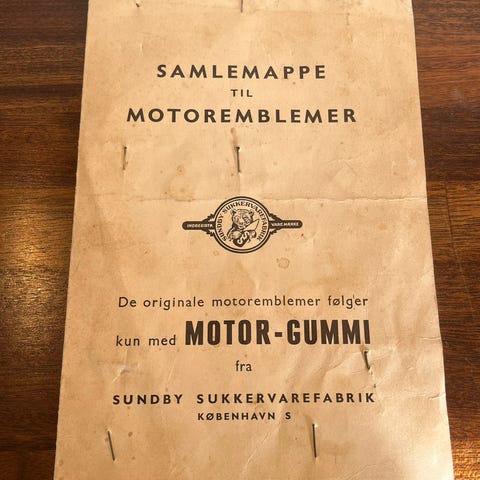 SAMLEMAPPE
TIL
MOTOREMBLEMER
SUNDBY SUKKERVAREFABRIK
INDREGISTR. VAREMÆRKE
De originale motoremblemer følger
kun med MOTOR-GUMMI
fra
SUNDBY SUKKERVAREFABRIK
KØBENHAVN S